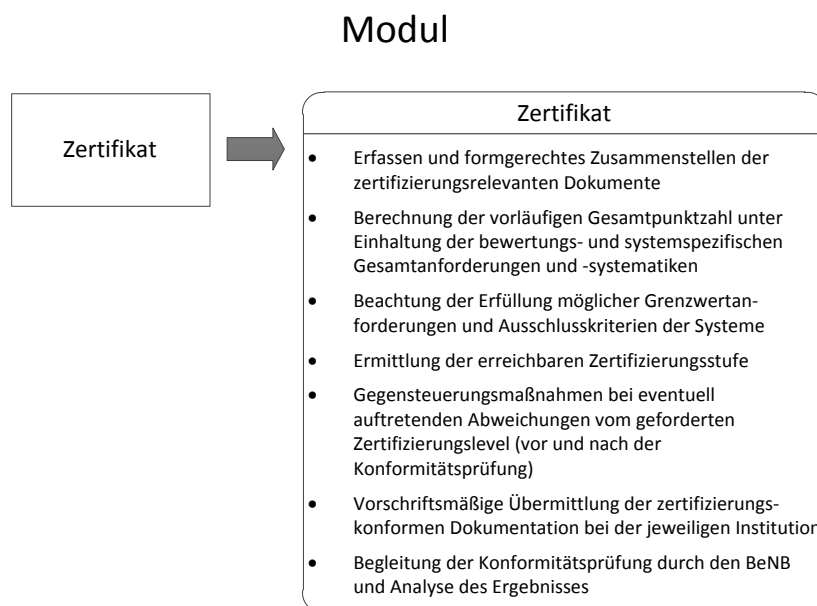 Modul
Zertifikat
Zertifikat
• Erfassen und formgerechtes Zusammenstellen der
zertifizierungsrelevanten Dokumente
• Berechnung der vorläufigen Gesamtpunktzahl unter
Einhaltung der bewertungs- und systemspezifischen
Gesamtanforderungen und -systematiken
• Beachtung der Erfüllung möglicher Grenzwertan-
forderungen und Ausschlusskriterien der Systeme
• Ermittlung der erreichbaren Zertifizierungsstufe
• Gegensteuerungsmaßnahmen bei eventuell
auftretenden Abweichungen vom geforderten
Zertifizierungslevel (vor und nach der
Konformitätsprüfung)
• Vorschriftsmäßige Übermittlung der zertifizierungs-
konformen Dokumentation bei der jeweiligen Institution
• Begleitung der Konformitätsprüfung durch den BeNB
und Analyse des Ergebnisses